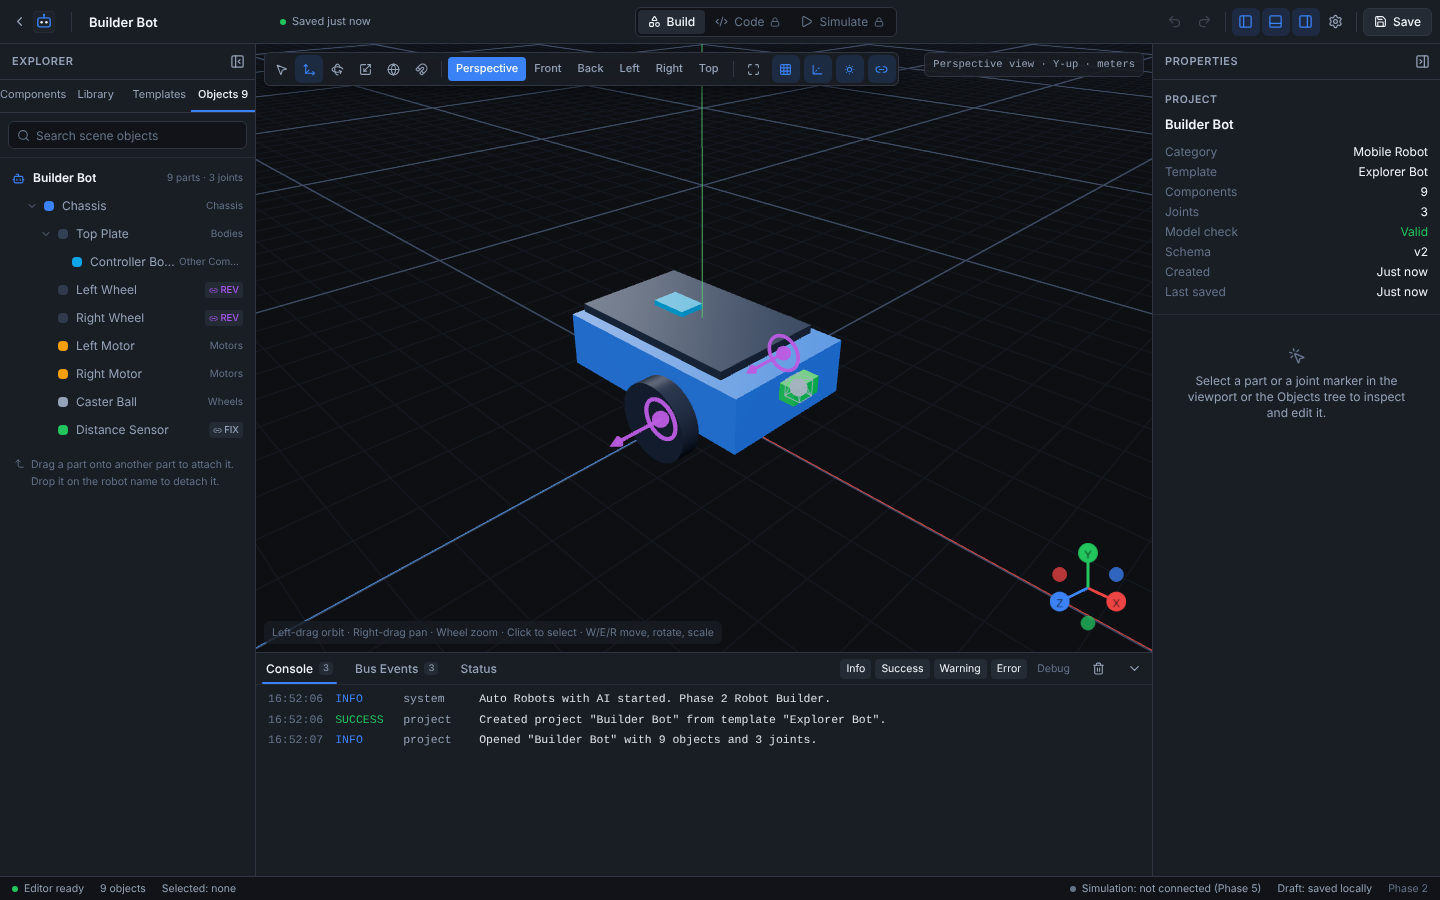 Builder Bot
Saved just now
Build
Code
Simulate
Save
EXPLORER
Components Library Templates Objects 9
Search scene objects
Builder Bot 9 parts · 3 joints
Chassis Chassis
Top Plate Bodies
Controller Bo... Other Com...
Left Wheel REV
Right Wheel REV
Left Motor Motors
Right Motor Motors
Caster Ball Wheels
Distance Sensor FIX
Drag a part onto another part to attach it.
Drop it on the robot name to detach it.
Perspective Front Back Left Right Top
Perspective view · Y-up · meters
Y
Z
X
Left-drag orbit · Right-drag pan · Wheel zoom · Click to select · W/E/R move, rotate, scale
Console 3 Bus Events 3 Status
Info Success Warning Error Debug
16:52:06 INFO system Auto Robots with AI started. Phase 2 Robot Builder.
16:52:06 SUCCESS project Created project "Builder Bot" from template "Explorer Bot".
16:52:07 INFO project Opened "Builder Bot" with 9 objects and 3 joints.
PROPERTIES
PROJECT
Builder Bot
Category Mobile Robot
Template Explorer Bot
Components 9
Joints 3
Model check Valid
Schema v2
Created Just now
Last saved Just now
Select a part or a joint marker in the
viewport or the Objects tree to inspect
and edit it.
Editor ready 9 objects Selected: none
Simulation: not connected (Phase 5) Draft: saved locally Phase 2